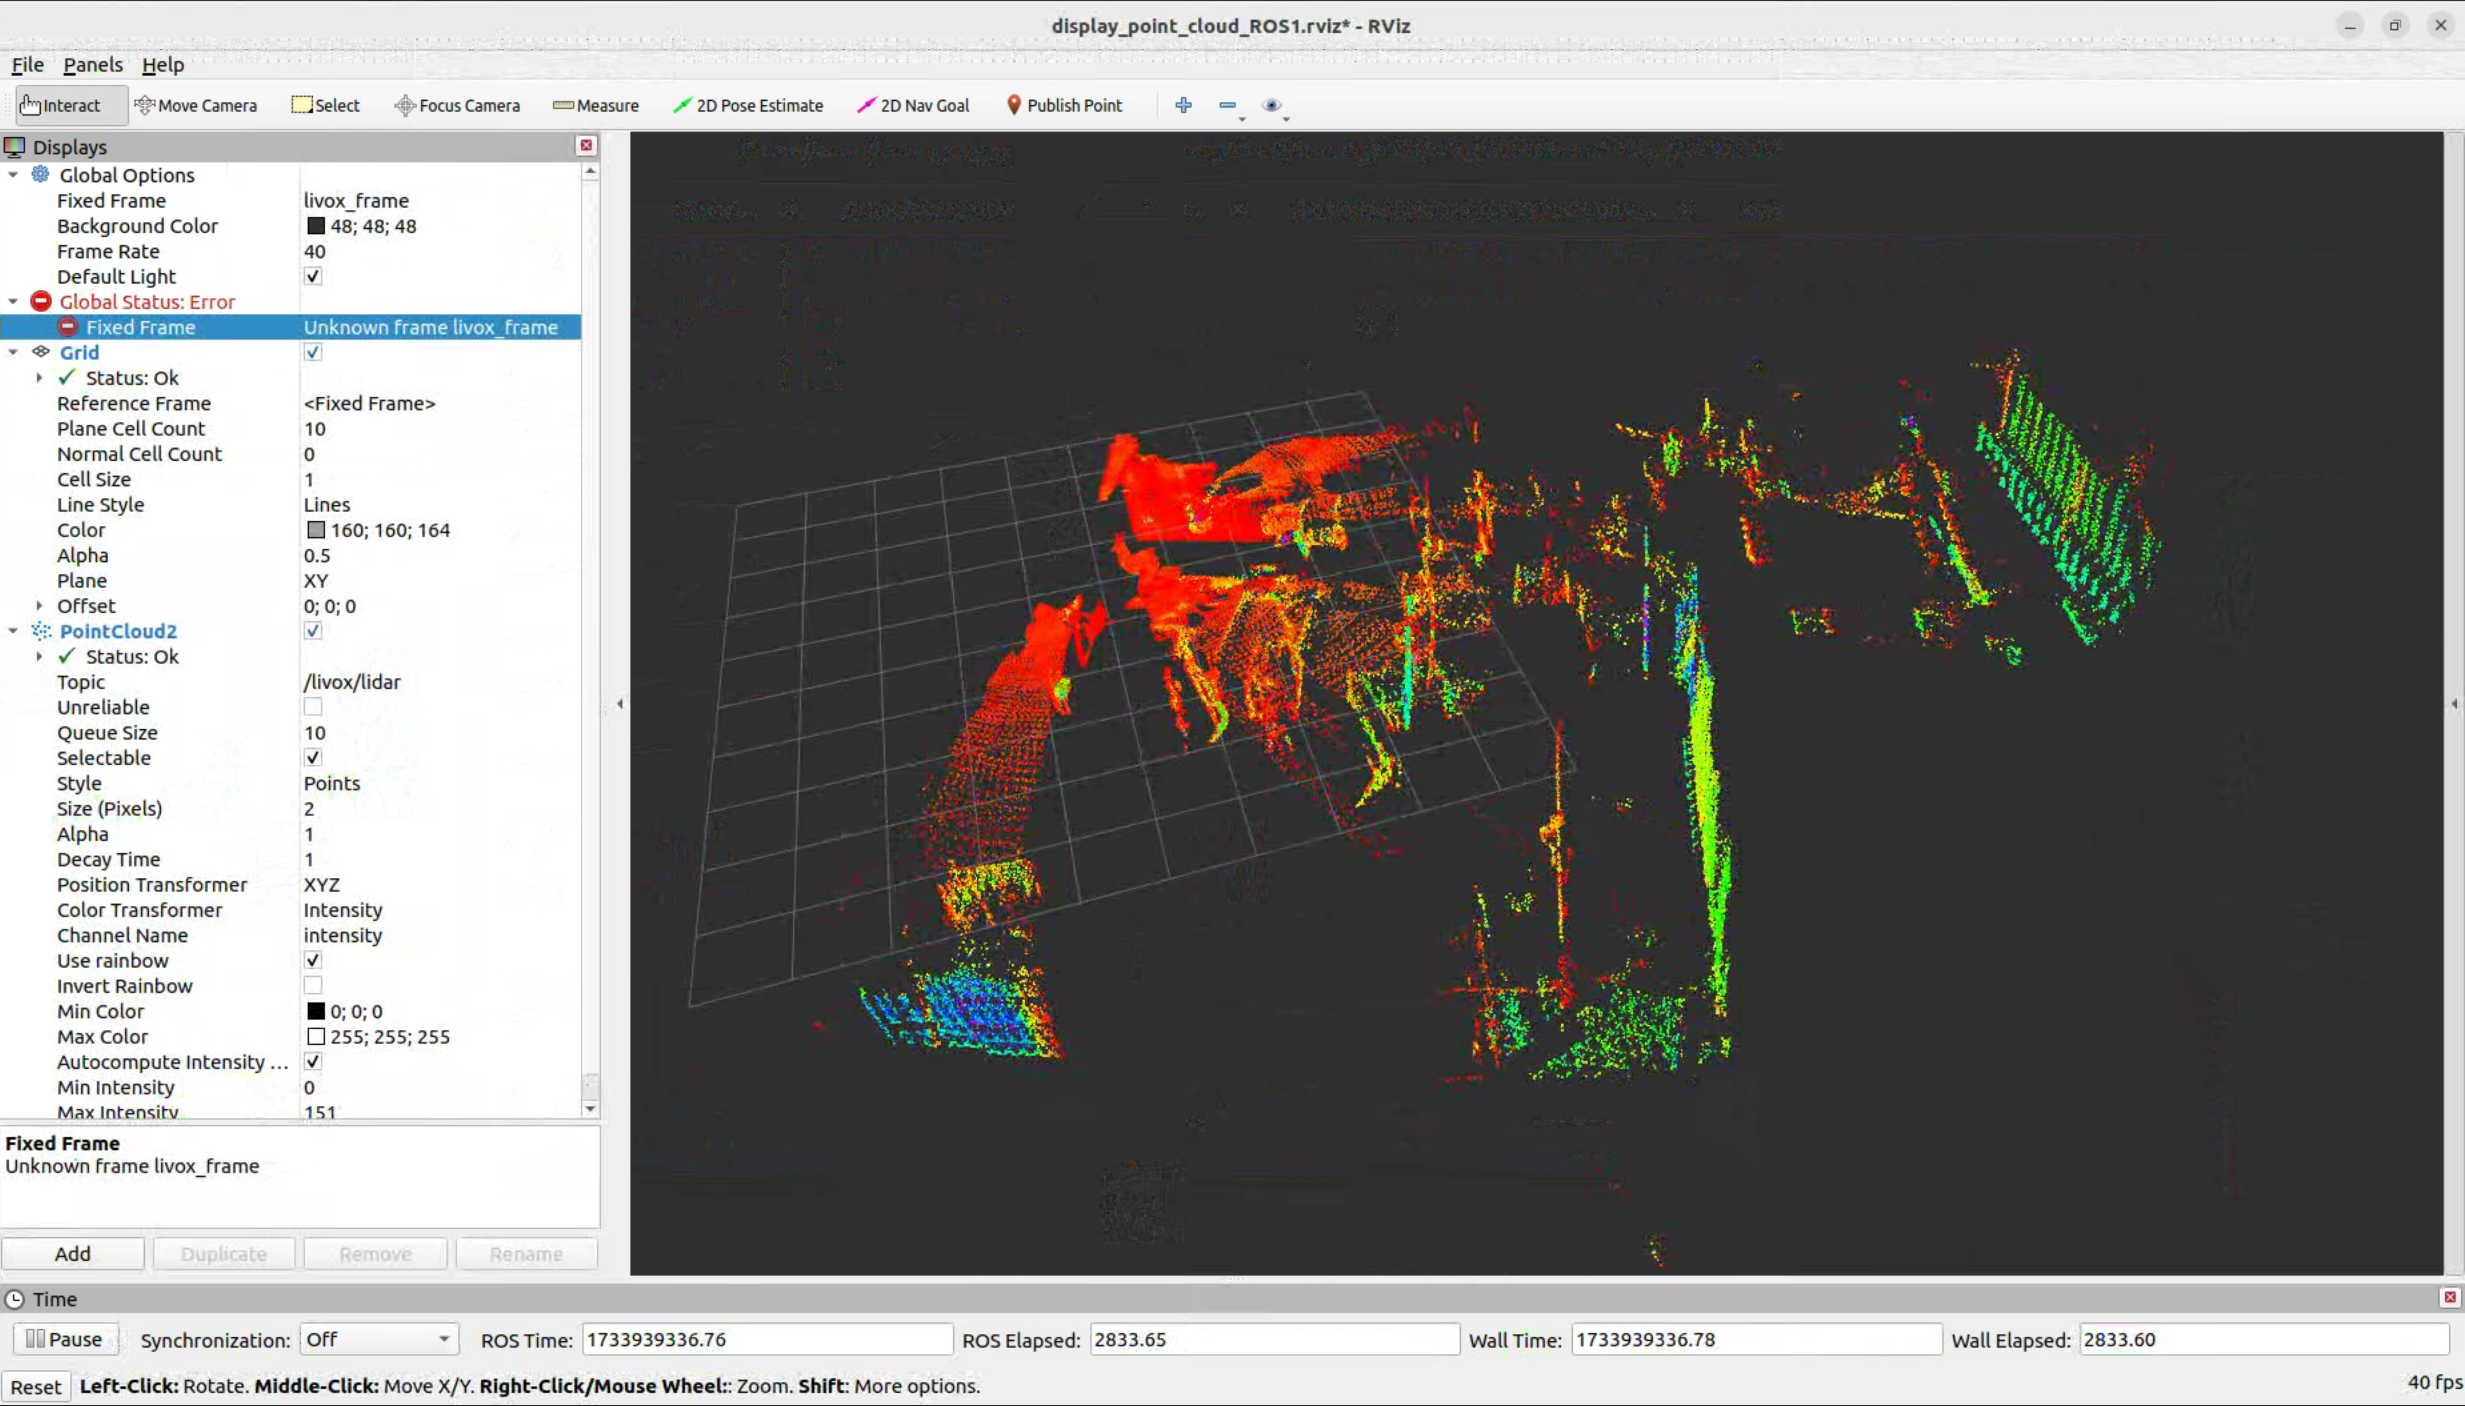 display_point_cloud_ROS1.rviz* - RViz
File Panels Help
Interact Move Camera Select Focus Camera Measure 2D Pose Estimate 2D Nav Goal Publish Point
Displays
Global Options
Fixed Frame livox_frame
Background Color 48; 48; 48
Frame Rate 40
Default Light
Global Status: Error
Fixed Frame Unknown frame livox_frame
Grid
Status: Ok
Reference Frame <Fixed Frame>
Plane Cell Count 10
Normal Cell Count 0
Cell Size 1
Line Style Lines
Color 160; 160; 164
Alpha 0.5
Plane XY
Offset 0; 0; 0
PointCloud2
Status: Ok
Topic /livox/lidar
Unreliable
Queue Size 10
Selectable
Style Points
Size (Pixels) 2
Alpha 1
Decay Time 1
Position Transformer XYZ
Color Transformer Intensity
Channel Name intensity
Use rainbow
Invert Rainbow
Min Color 0; 0; 0
Max Color 255; 255; 255
Autocompute Intensity ...
Min Intensity 0
Max Intensity 151
Fixed Frame
Unknown frame livox_frame
Add Duplicate Remove Rename
Time
Pause Synchronization: Off ROS Time: 1733939336.76 ROS Elapsed: 2833.65 Wall Time: 1733939336.78 Wall Elapsed: 2833.60
Reset Left-Click: Rotate. Middle-Click: Move X/Y. Right-Click/Mouse Wheel:: Zoom. Shift: More options. 40 fps